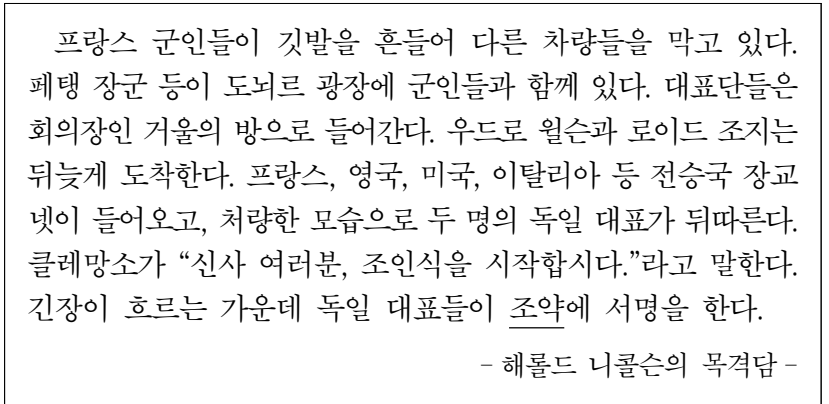 프랑스 군인들이 깃발을 흔들어 다른 차량들을 막고 있다.
페탱 장군 등이 도뇌르 광장에 군인들과 함께 있다. 대표단들은
회의장인 거울의 방으로 들어간다. 우드로 윌슨과 로이드 조지는
뒤늦게 도착한다. 프랑스, 영국, 미국, 이탈리아 등 전승국 장교
넷이 들어오고, 처량한 모습으로 두 명의 독일 대표가 뒤따른다.
클레망소가 “신사 여러분, 조인식을 시작합시다.”라고 말한다.
긴장이 흐르는 가운데 독일 대표들이 조약에 서명을 한다.
- 해롤드 니콜슨의 목격담 -